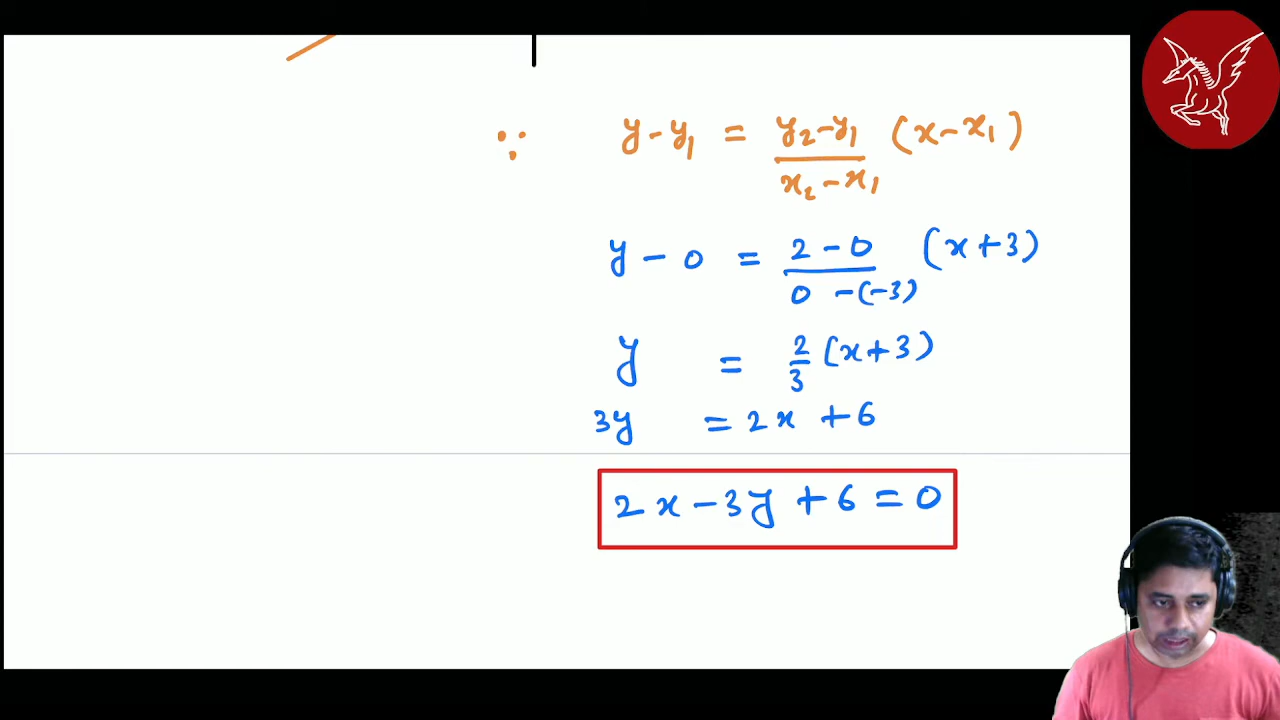 ∵ y - y₁ = y₂ - y₁ / x₂ - x₁ (x - x₁)
y - 0 = 2 - 0 / 0 - (-3) (x + 3)
y = 2/3 (x + 3)
3y = 2x + 6
2x - 3y + 6 = 0